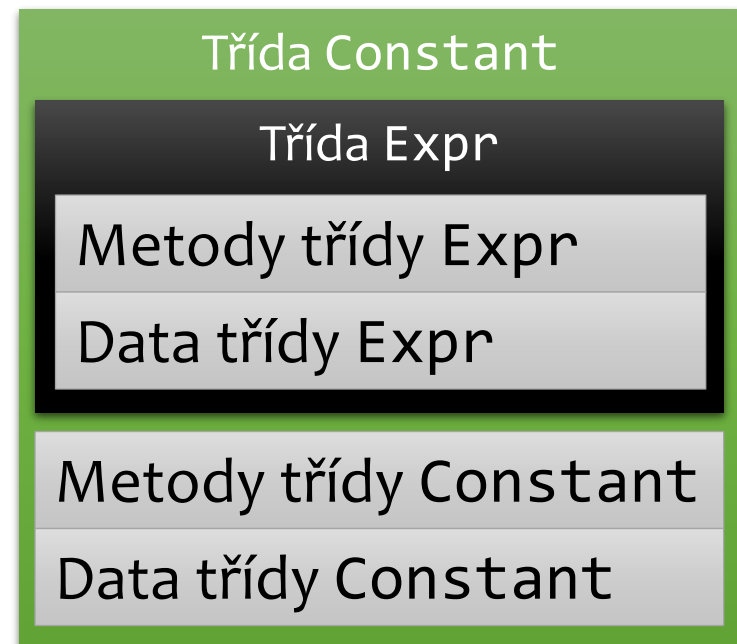 Třída Constant
Třída Expr
Metody třídy Expr
Data třídy Expr
Metody třídy Constant
Data třídy Constant